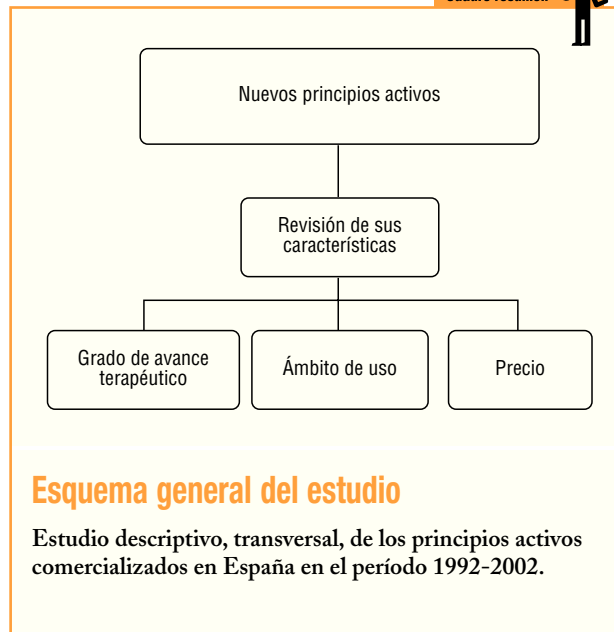 Nuevos principios activos
Revisión de sus
características
Grado de avance
terapéutico
Ámbito de uso
Precio
Esquema general del estudio
Estudio descriptivo, transversal, de los principios activos
comercializados en España en el período 1992-2002.